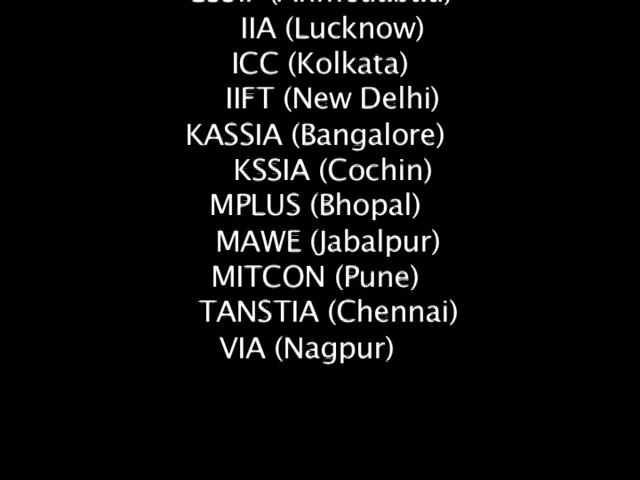 IIA (Lucknow)
ICC (Kolkata)
IIFT (New Delhi)
KASSIA (Bangalore)
KSSIA (Cochin)
MPLUS (Bhopal)
MAWE (Jabalpur)
MITCON (Pune)
TANSTIA (Chennai)
VIA (Nagpur)